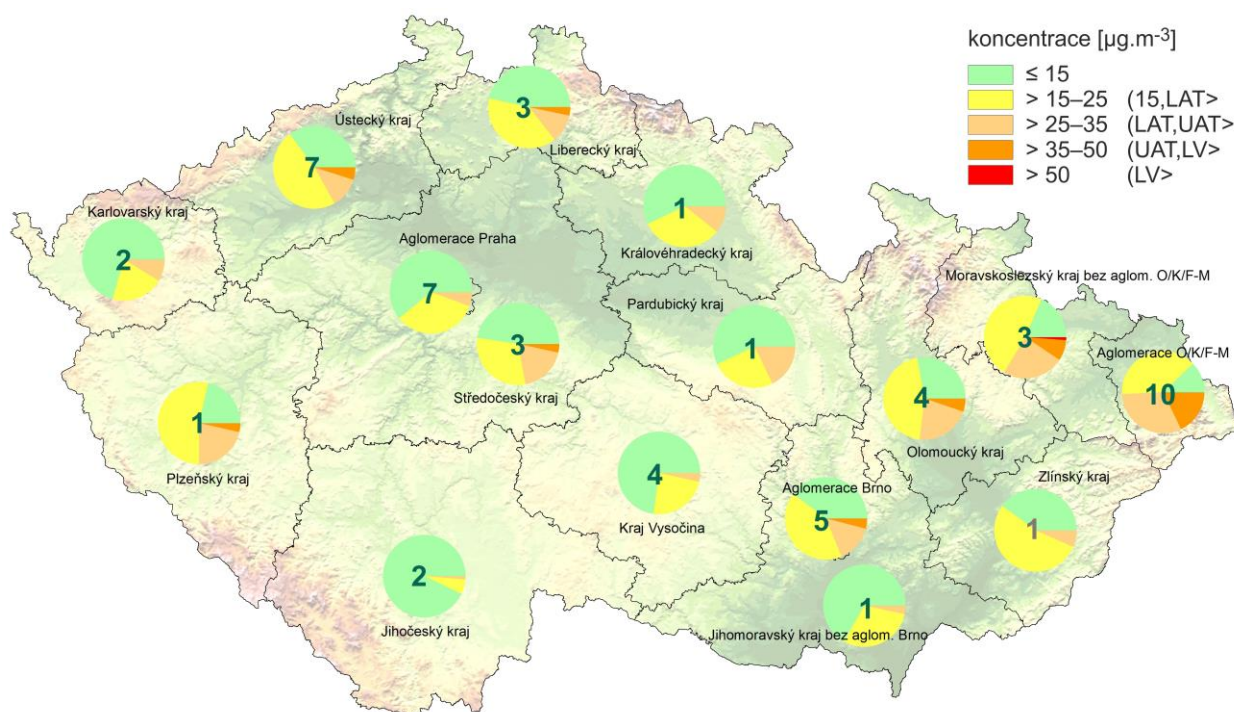 koncentrace [µg.m-3]
≤ 15
> 15–25 (15,LAT>
> 25–35 (LAT,UAT>
> 35–50 (UAT,LV>
> 50 (LV>
3
Liberecký kraj
Ústecký kraj
7
Karlovarský kraj
2
1
Královéhradecký kraj
Aglomerace Praha
7
3
Středočeský kraj
Pardubický kraj
1
Moravskoslezský kraj bez aglom. O/K/F-M
3
Aglomerace O/K/F-M
10
4
Olomoucký kraj
1
Plzeňský kraj
4
Kraj Vysočina
Aglomerace Brno
5
Zlínský kraj
1
2
Jihočeský kraj
1
Jihomoravský kraj bez aglom. Brno